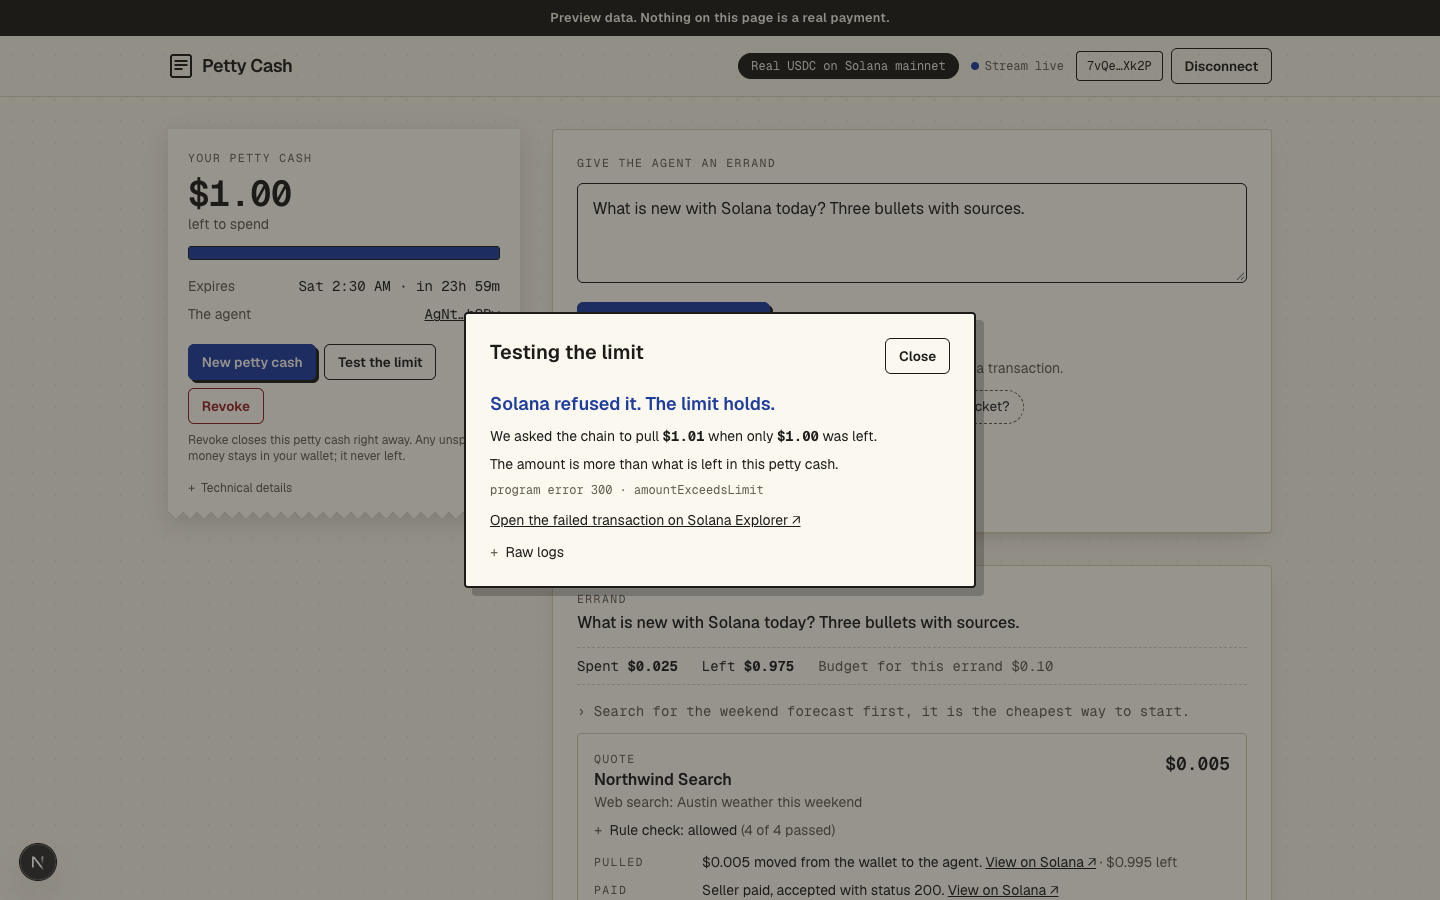 Preview data. Nothing on this page is a real payment.
Petty Cash
Real USDC on Solana mainnet
Stream live
7vQe…Xk2P
Disconnect
YOUR PETTY CASH
$1.00
left to spend
Expires
Sat 2:30 AM · in 23h 59m
The agent
New petty cash
Test the limit
Revoke
Revoke closes this petty cash right away. Any
money stays in your wallet; it never left.
+ Technical details
GIVE THE AGENT AN ERRAND
What is new with Solana today? Three bullets with sources.
a transaction.
Testing the limit
Close
Solana refused it. The limit holds.
We asked the chain to pull $1.01 when only $1.00 was left.
The amount is more than what is left in this petty cash.
program error 300 · amountExceedsLimit
Open the failed transaction on Solana Explorer ↗
+ Raw logs
ERRAND
What is new with Solana today? Three bullets with sources.
Spent $0.025 Left $0.975 Budget for this errand $0.10
› Search for the weekend forecast first, it is the cheapest way to start.
QUOTE
Northwind Search
$0.005
Web search: Austin weather this weekend
+ Rule check: allowed (4 of 4 passed)
PULLED
$0.005 moved from the wallet to the agent. View on Solana ↗ · $0.995 left
PAID
Seller paid, accepted with status 200. View on Solana ↗
N